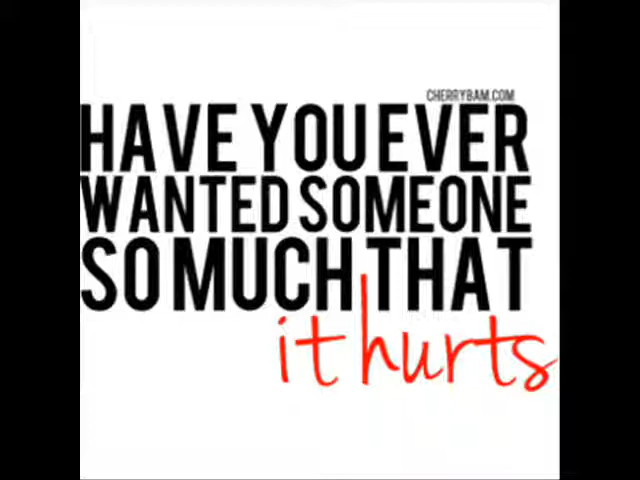 CHERRYBAM.COM
HAVE YOU EVER
WANTED SOMEONE
SO MUCH THAT
it hurts